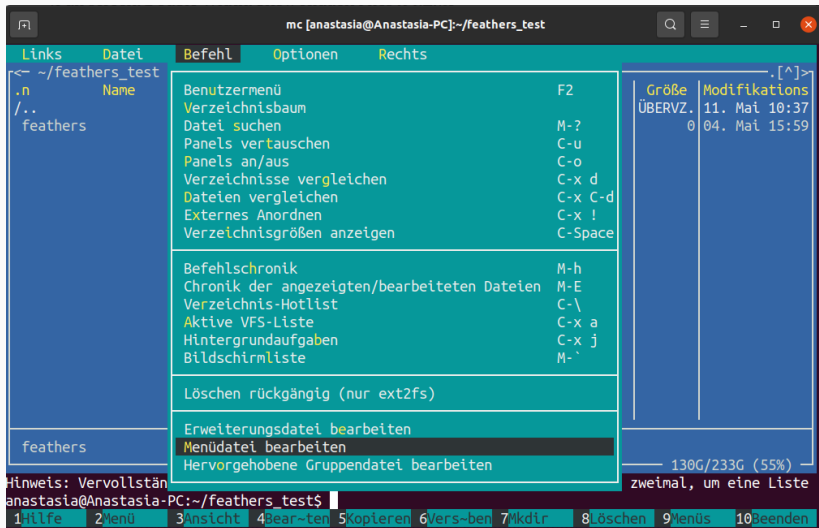 mc [anastasia@Anastasia-PC]:~/feathers_test
Links Datei Befehl Optionen Rechts
<− ~/feathers_test .[^]>
.n Name Größe Modifikations
/.. ÜBERVZ. 11. Mai 10:37
feathers 0 04. Mai 15:59
Benutzermenü F2
Verzeichnisbaum
Datei suchen M-?
Panels vertauschen C-u
Panels an/aus C-o
Verzeichnisse vergleichen C-x d
Dateien vergleichen C-x C-d
Externes Anordnen C-x !
Verzeichnisgrößen anzeigen C-Space
Befehlschronik M-h
Chronik der angezeigten/bearbeiteten Dateien M-E
Verzeichnis-Hotlist C-\
Aktive VFS-Liste C-x a
Hintergrundaufgaben C-x j
Bildschirmliste M-`
Löschen rückgängig (nur ext2fs)
Erweiterungsdatei bearbeiten
Menüdatei bearbeiten
Hervorgehobene Gruppendatei bearbeiten
feathers
130G/233G (55%)
Hinweis: Vervollstän zweimal, um eine Liste
anastasia@Anastasia-PC:~/feathers_test$
1Hilfe 2Menü 3Ansicht 4Bear~ten 5Kopieren 6Vers~ben 7Mkdir 8Löschen 9Menüs 10Beenden